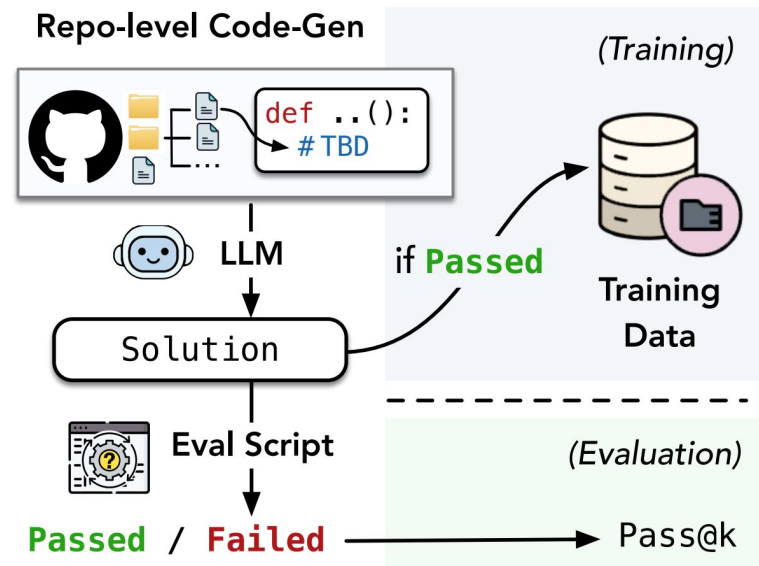 Repo-level Code-Gen
(Training)
def ..():
# TBD
...
LLM
if Passed
Training
Data
Solution
?
Eval Script
(Evaluation)
Passed / Failed
Pass@k